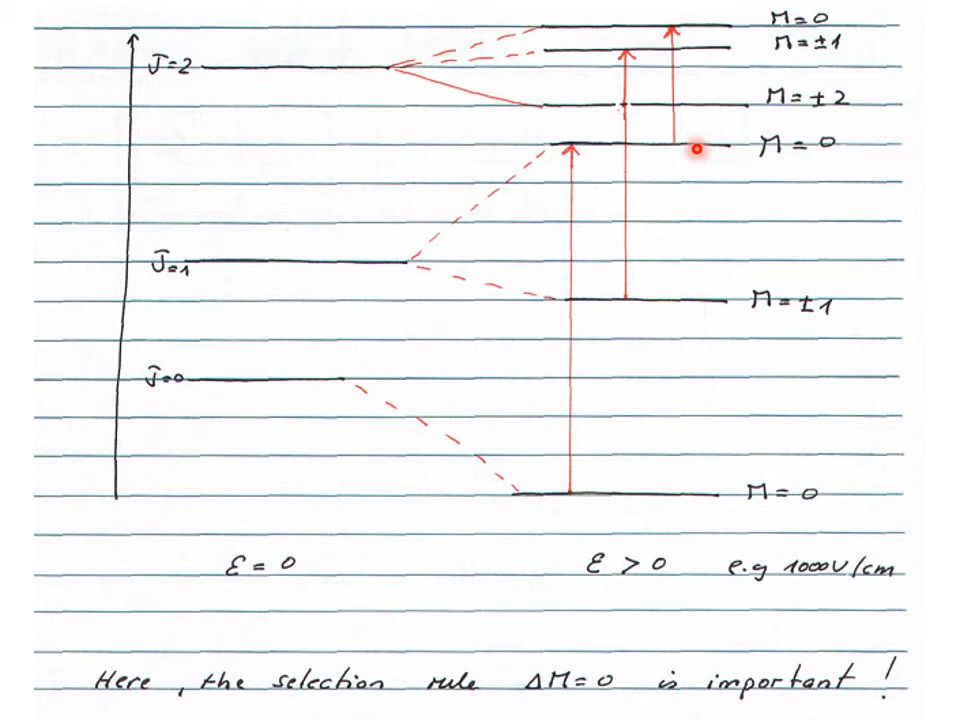 M=0
M=±1
J=2
M=±2
M=0
J=1
M=±1
J=0
M=0
ε=0 ε>0 e.g 1000V/cm
Here, the selection rule ΔM=0 is important!